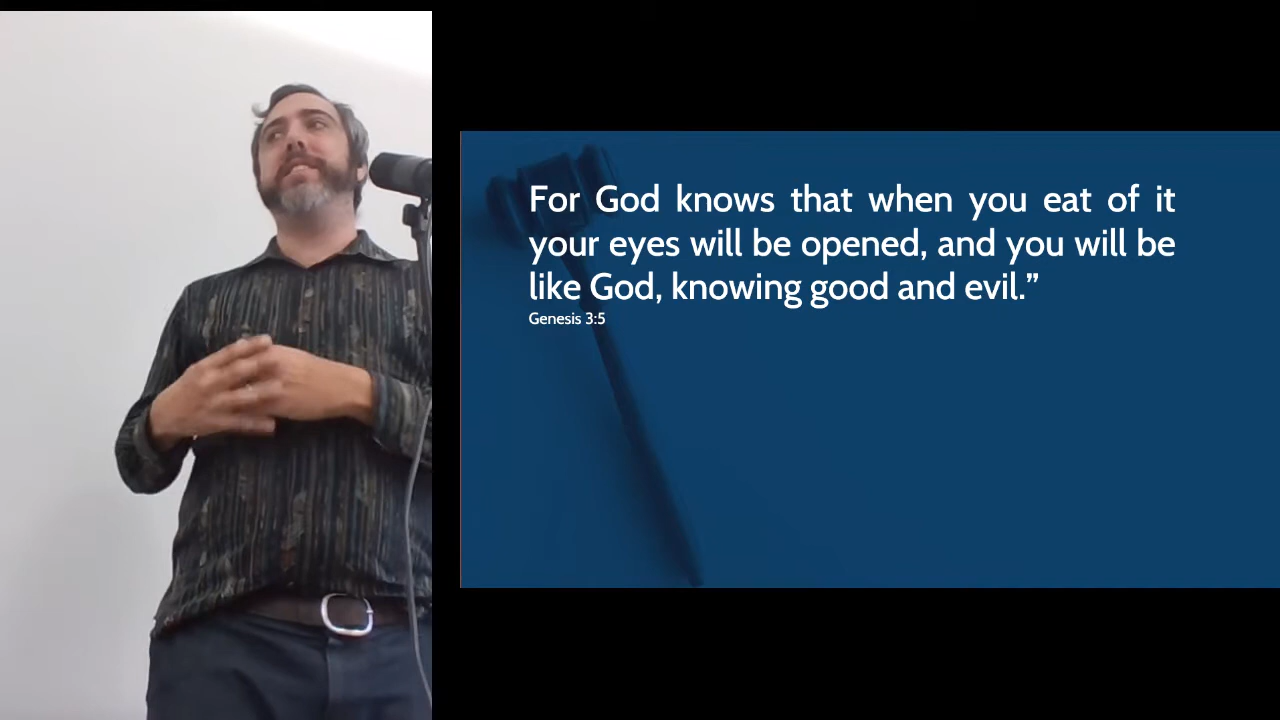 For God knows that when you eat of it
your eyes will be opened, and you will be
like God, knowing good and evil.”
Genesis 3:5